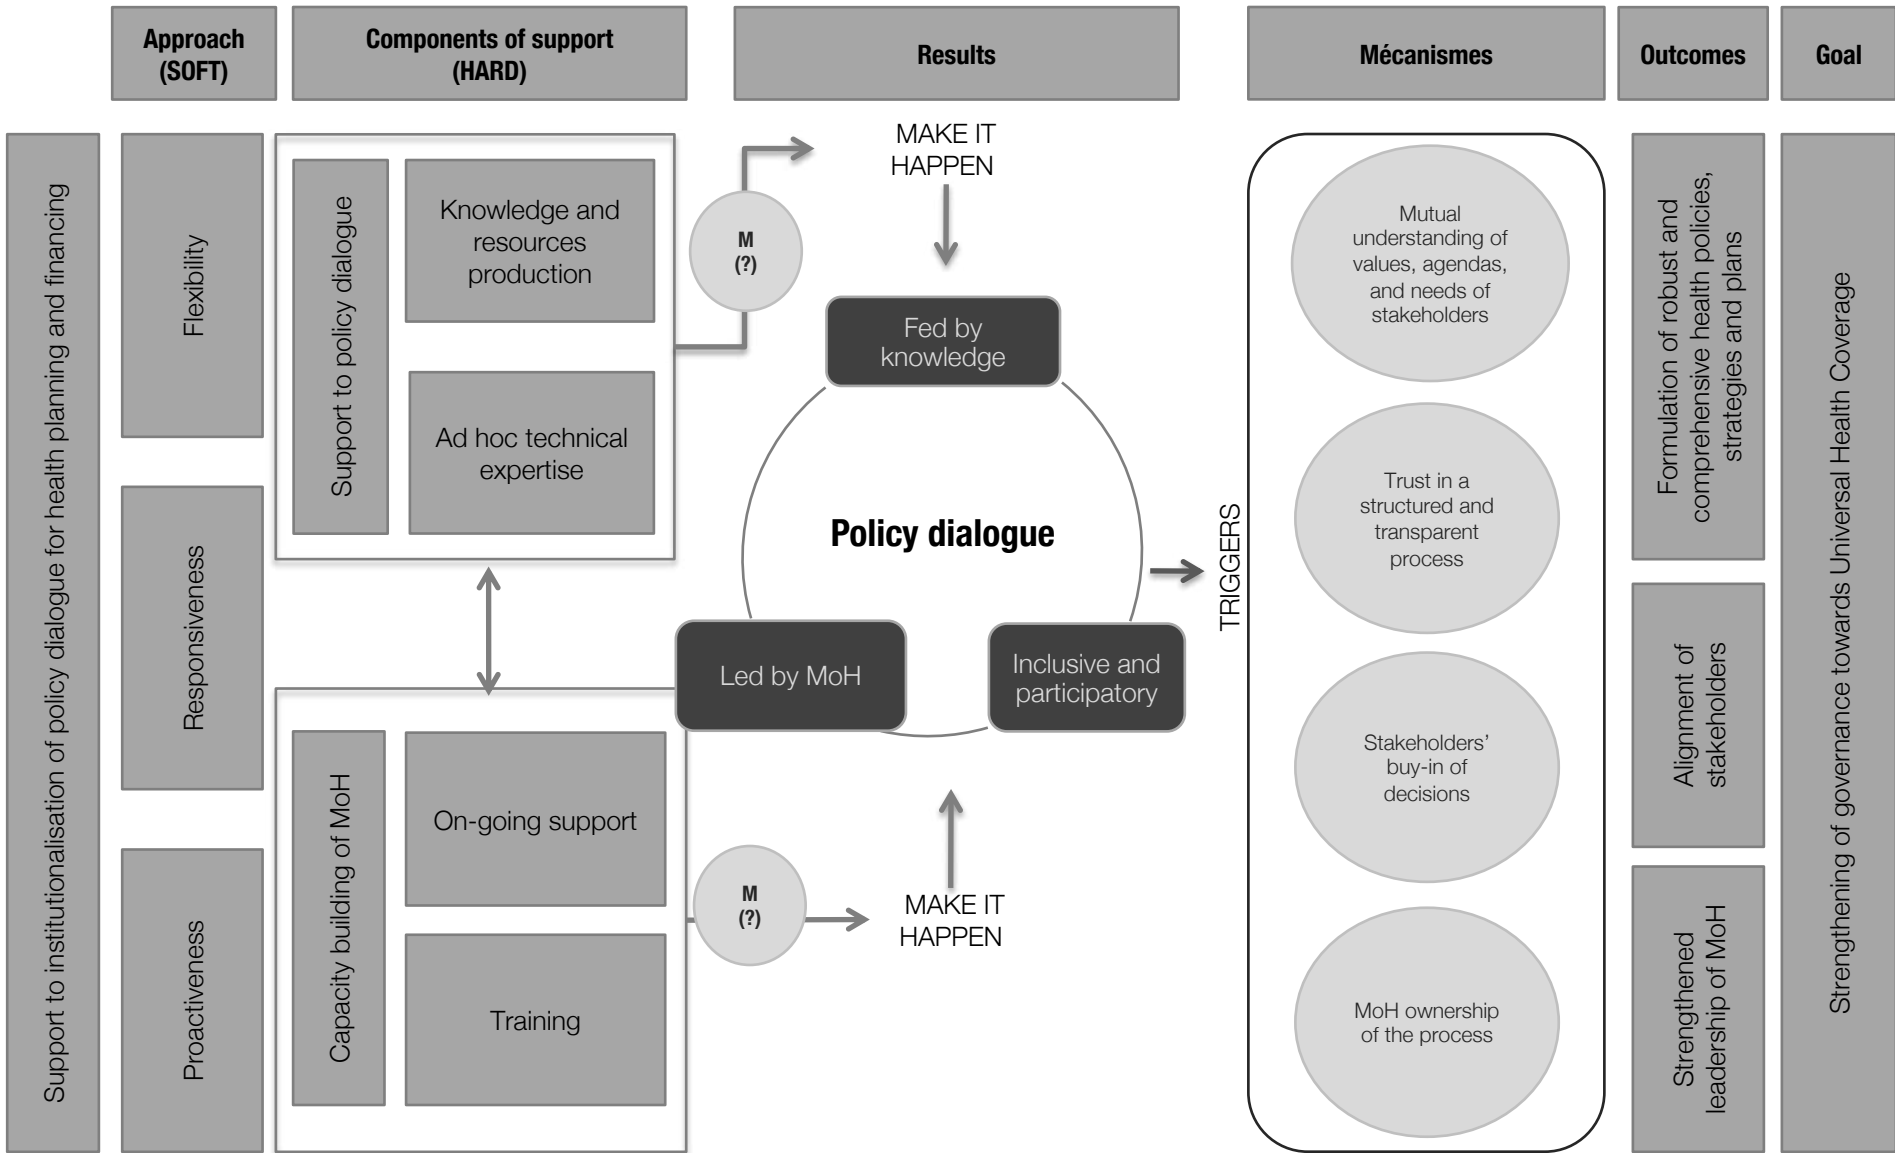 Approach
(SOFT)
Components of support
(HARD)
Results
Mécanismes
Outcomes
Goal
Support to institutionalisation of policy dialogue for health planning and financing
Flexibility
Responsiveness
Proactiveness
Support to policy dialogue
Knowledge and
resources
production
Ad hoc technical
expertise
Capacity building of MoH
On-going support
Training
M
(?)
MAKE IT
HAPPEN
Fed by
knowledge
Policy dialogue
Led by MoH
Inclusive and
participatory
M
(?)
MAKE IT
HAPPEN
TRIGGERS
Mutual
understanding of
values, agendas,
and needs of
stakeholders
Trust in a
structured and
transparent
process
Stakeholders’
buy-in of
decisions
MoH ownership
of the process
Formulation of robust and
comprehensive health policies,
strategies and plans
Alignment of
stakeholders
Strengthened
leadership of MoH
Strengthening of governance towards Universal Health Coverage